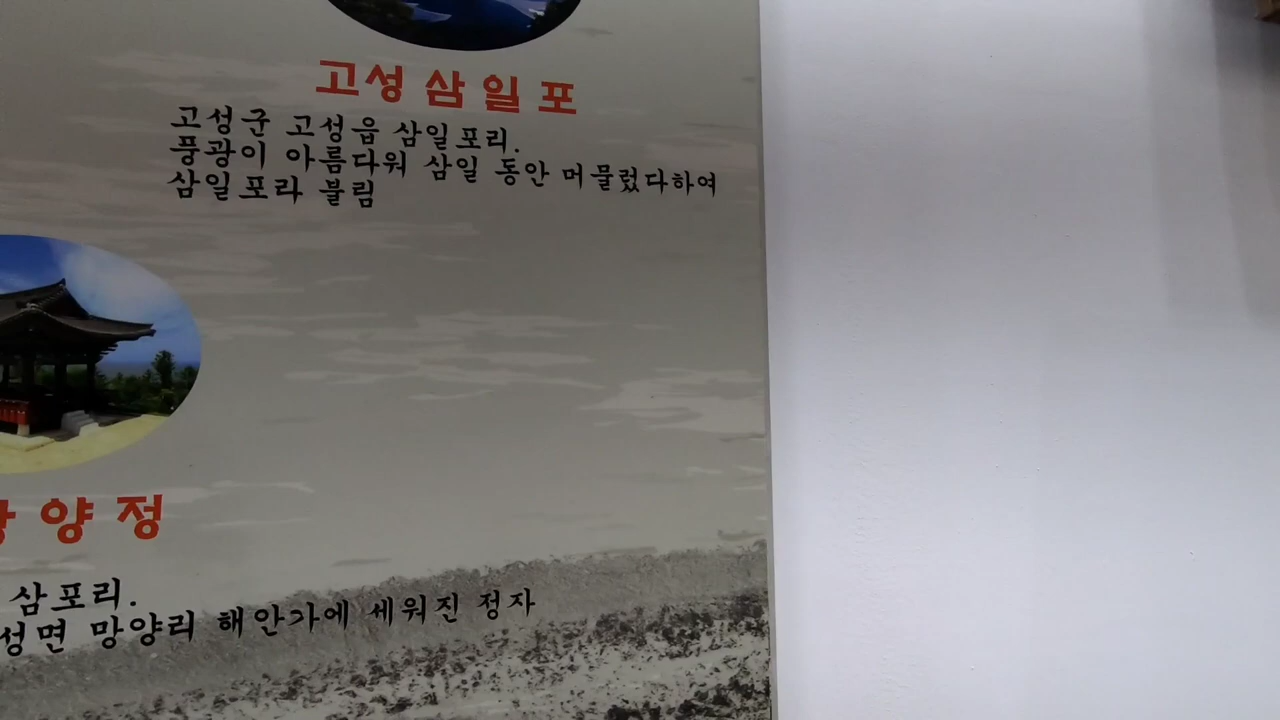 고성 삼일포
고성군 고성읍 삼일포리.
풍광이 아름다워 삼일 동안 머물렀다하여
삼일포라 불림
양정
삼포리.
성면 망양리 해안가에 세워진 정자